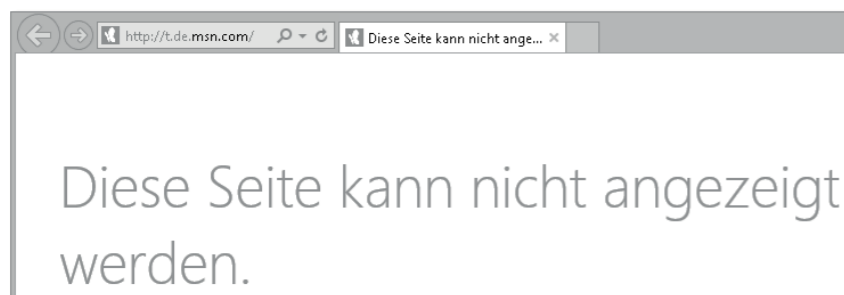 http://t.de.msn.com/ Diese Seite kann nicht ange...
Diese Seite kann nicht angezeigt
werden.